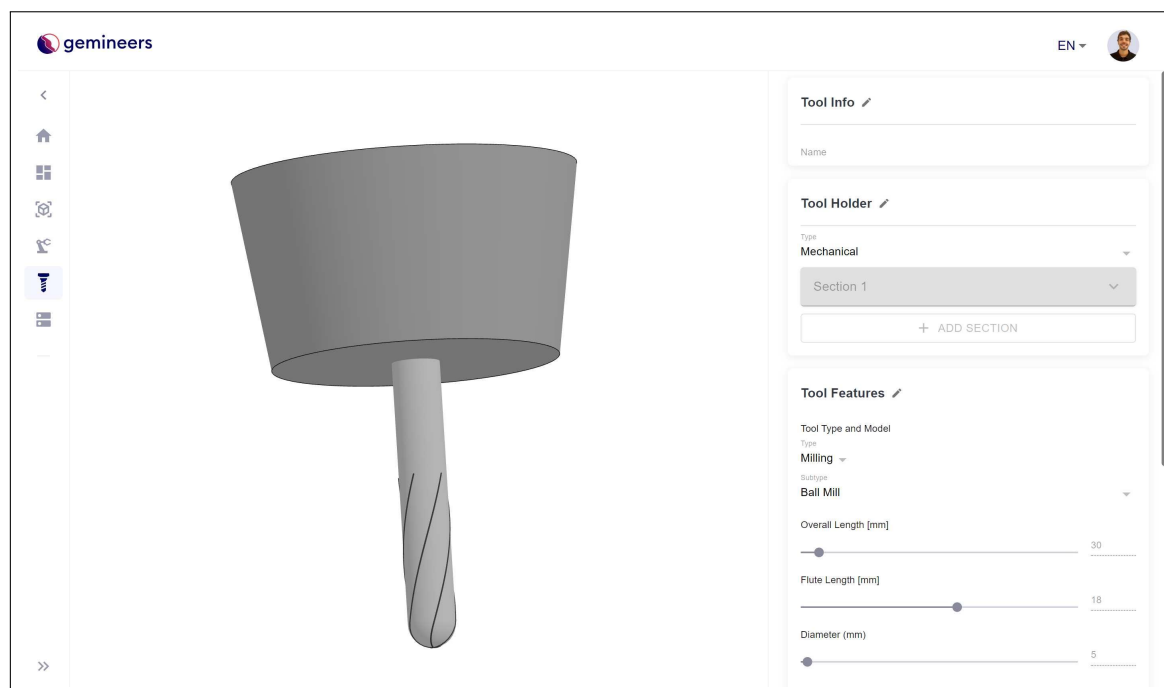 gemineers
EN
Tool Info
Name
Tool Holder
Type
Mechanical
Section 1
+ ADD SECTION
Tool Features
Tool Type and Model
Type
Milling
Subtype
Ball Mill
Overall Length [mm]
30
Flute Length [mm]
18
Diameter (mm)
5